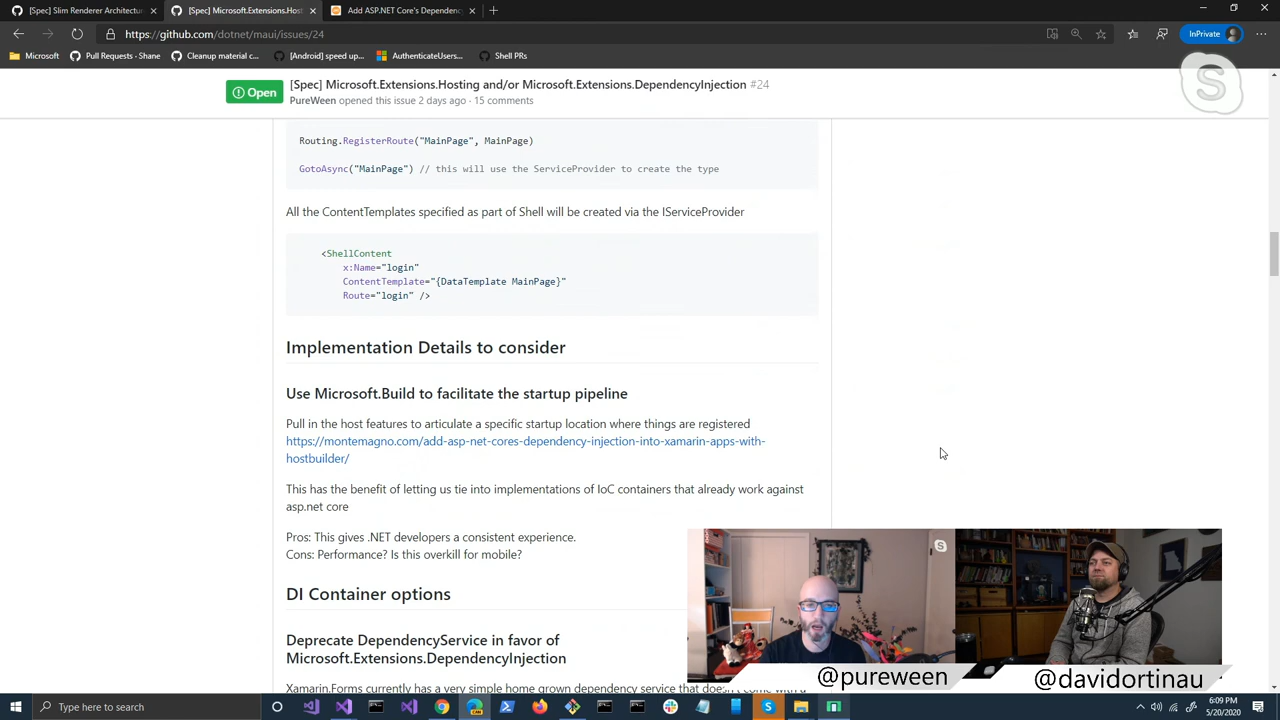 [Spec] Slim Renderer Architectur
[Spec] Microsoft.Extensions.Hos
Add ASP.NET Core's Dependency
https://github.com/dotnet/maui/issues/24
InPrivate
Microsoft
Pull Requests · Shane
Cleanup material c...
[Android] speed up...
AuthenticateUsers...
Shell PRs
Open
[Spec] Microsoft.Extensions.Hosting and/or Microsoft.Extensions.DependencyInjection #24
PureWeen opened this issue 2 days ago · 15 comments
Routing.RegisterRoute("MainPage", MainPage)
GotoAsync("MainPage") // this will use the ServiceProvider to create the type
All the ContentTemplates specified as part of Shell will be created via the IServiceProvider
<ShellContent
x:Name="login"
ContentTemplate="{DataTemplate MainPage}"
Route="login" />
Implementation Details to consider
Use Microsoft.Build to facilitate the startup pipeline
Pull in the host features to articulate a specific startup location where things are registered
https://montemagno.com/add-asp-net-cores-dependency-injection-into-xamarin-apps-with-
hostbuilder/
This has the benefit of letting us tie into implementations of IoC containers that already work against
asp.net core
Pros: This gives .NET developers a consistent experience.
Cons: Performance? Is this overkill for mobile?
DI Container options
Deprecate DependencyService in favor of
Microsoft.Extensions.DependencyInjection
Xamarin.Forms currently has a very simple home grown dependency service that doesn't come with a
@pureween
@davidortinau
Type here to search
6:09 PM
5/20/2020